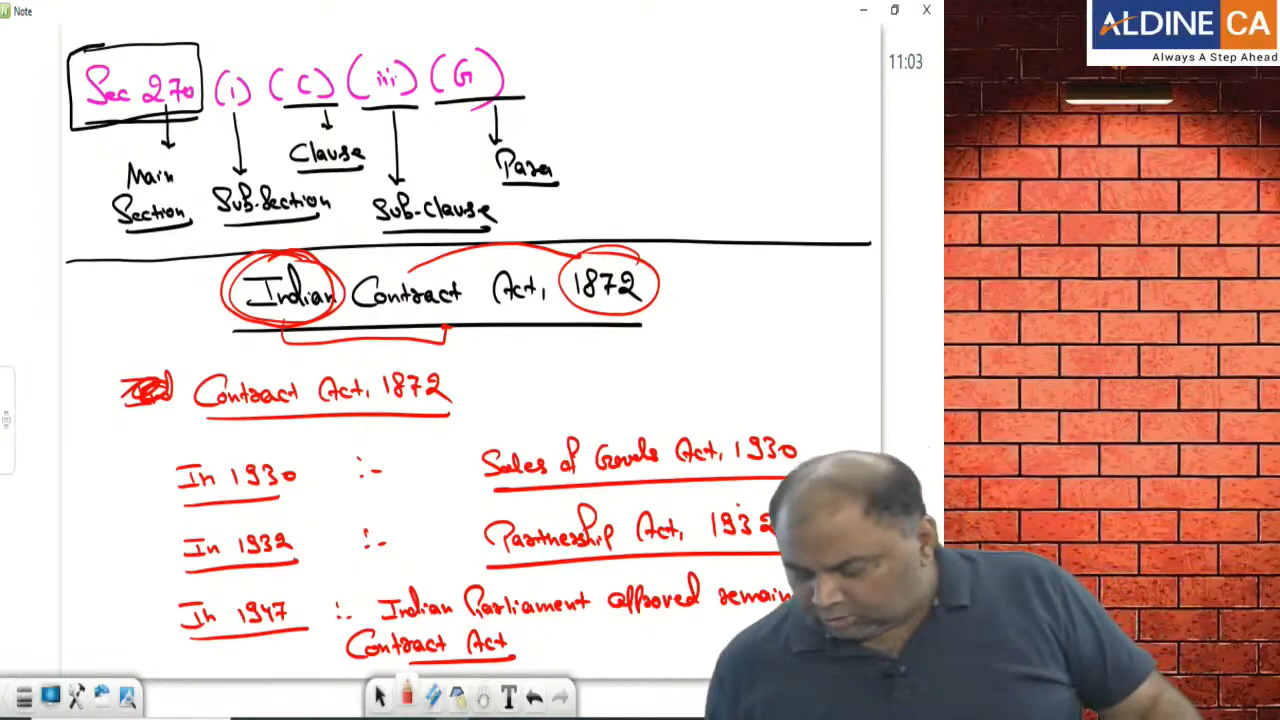 Note
ALDINE CA
Always A Step Ahead
11:03
Sec 270 (1) (C) (iii) (G)
Main Section
Sub-Section
Clause
Sub-Clause
Para
Indian Contract Act, 1872
Contract Act, 1872
In 1930 :- Sales of Goods Act, 1930
In 1932 :- Partnership Act, 1932
In 1947 :- Indian Parliament approved remain
Contract Act
T